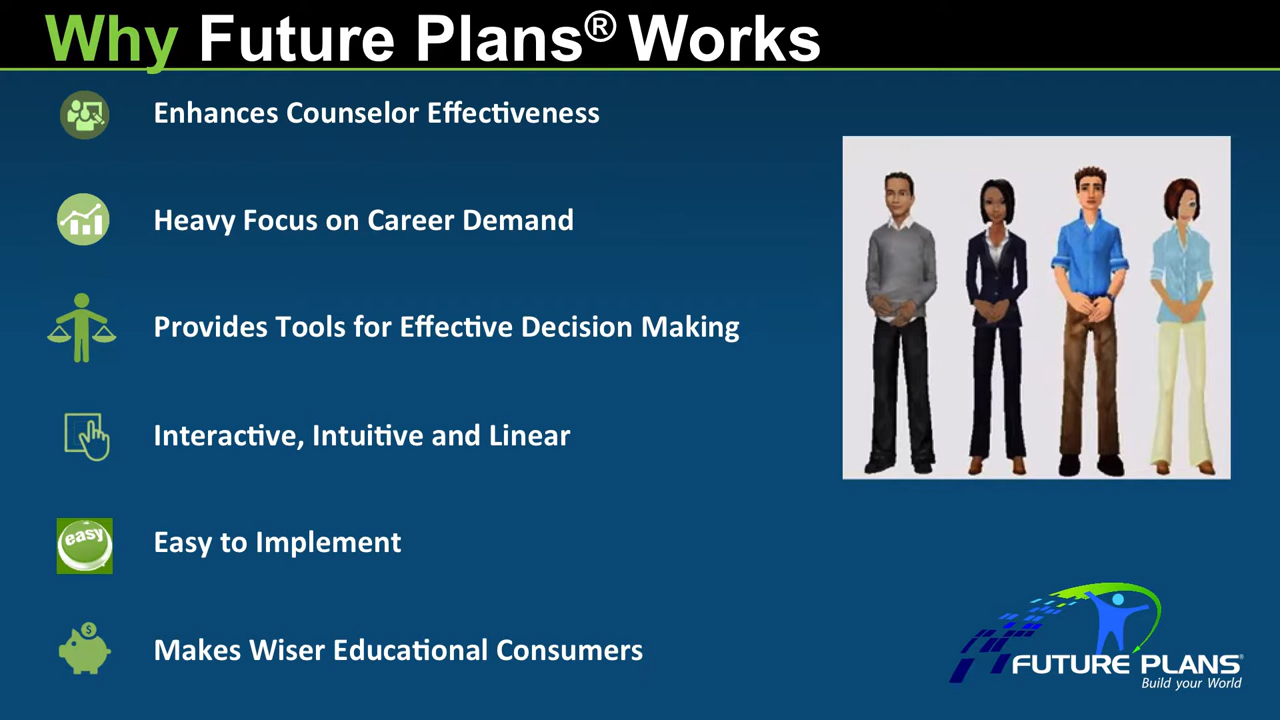 Why Future Plans® Works
Enhances Counselor Effectiveness
Heavy Focus on Career Demand
Provides Tools for Effective Decision Making
Interactive, Intuitive and Linear
easy
Easy to Implement
$
Makes Wiser Educational Consumers
FUTURE PLANS®
Build your World